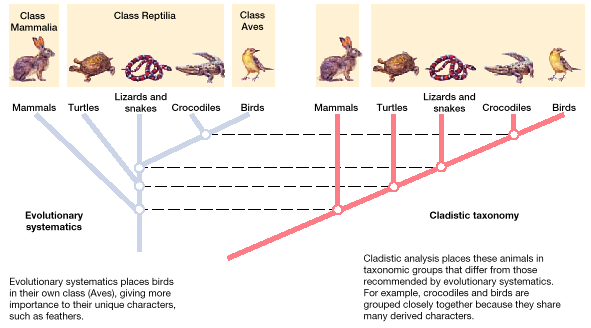 Class
Mammalia
Class Reptilia
Class
Aves
Mammals
Turtles
Lizards and
snakes
Crocodiles
Birds
Mammals
Turtles
Lizards and
snakes
Crocodiles
Birds
Evolutionary
systematics
Cladistic taxonomy
Evolutionary systematics places birds
in their own class (Aves), giving more
importance to their unique characters,
such as feathers.
Cladistic analysis places these animals in
taxonomic groups that differ from those
recommended by evolutionary systematics.
For example, crocodiles and birds are
grouped closely together because they share
many derived characters.